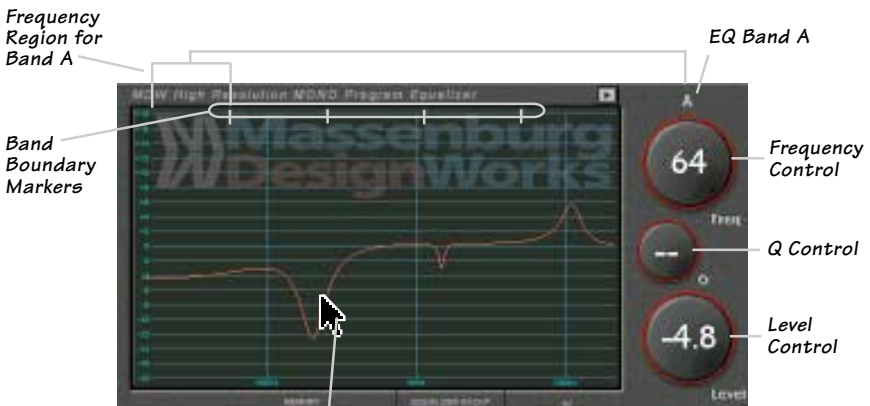 Frequency
Region for
Band A
EQ Band A
MDW High Resolution MONO Program Equalizer
A
Band
Boundary
Markers
Massenburg
DesignWorks
64
Frequency
Control
Freq
--
Q Control
Q
-4.8
Level
Control
Level